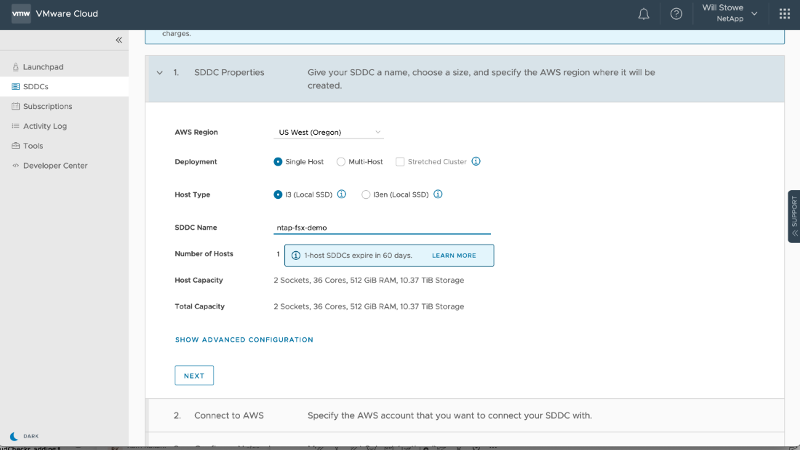 vmw VMware Cloud
Will Stowe
NetApp
charges.
Launchpad
SDDCs
Subscriptions
Activity Log
Tools
Developer Center
1. SDDC Properties Give your SDDC a name, choose a size, and specify the AWS region where it will be
created.
AWS Region US West (Oregon)
Deployment Single Host Multi-Host Stretched Cluster
Host Type I3 (Local SSD) I3en (Local SSD)
SDDC Name ntap-fsx-demo
Number of Hosts 1 1-host SDDCs expire in 60 days. LEARN MORE
Host Capacity 2 Sockets, 36 Cores, 512 GiB RAM, 10.37 TiB Storage
Total Capacity 2 Sockets, 36 Cores, 512 GiB RAM, 10.37 TiB Storage
SHOW ADVANCED CONFIGURATION
NEXT
2. Connect to AWS Specify the AWS account that you want to connect your SDDC with.
DARK
SUPPORT